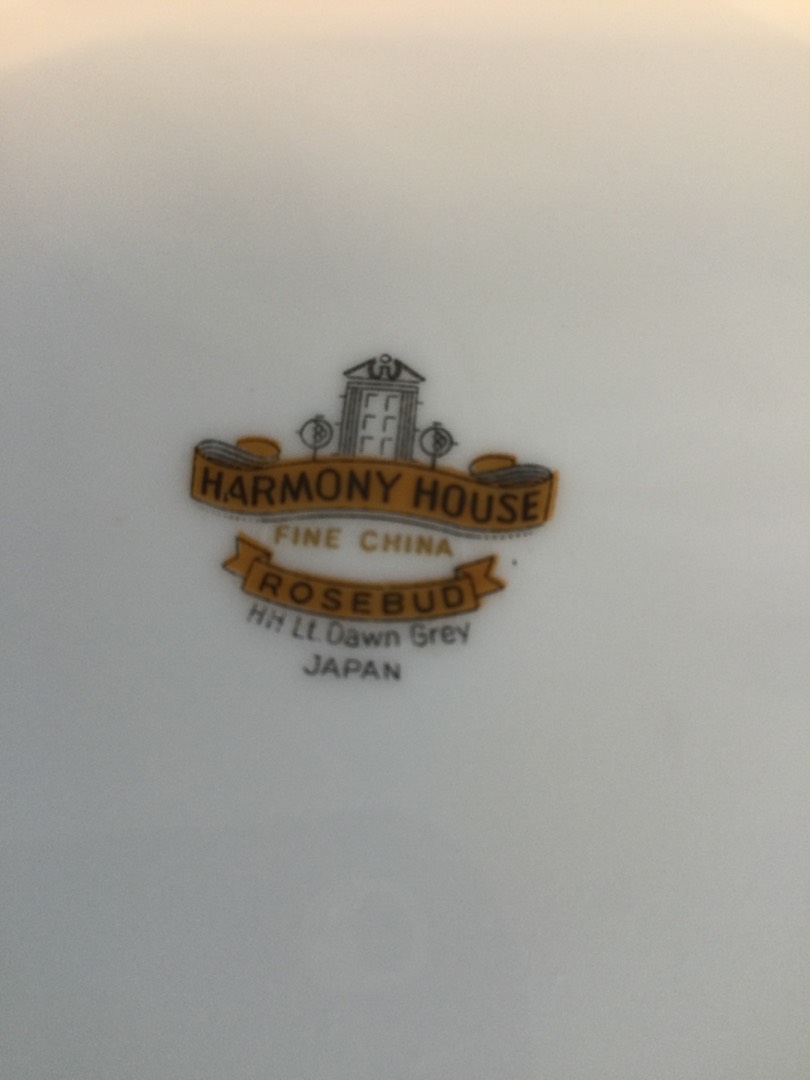 HARMONY HOUSE
FINE CHINA
ROSEBUD
HH Lt. Dawn Grey
JAPAN